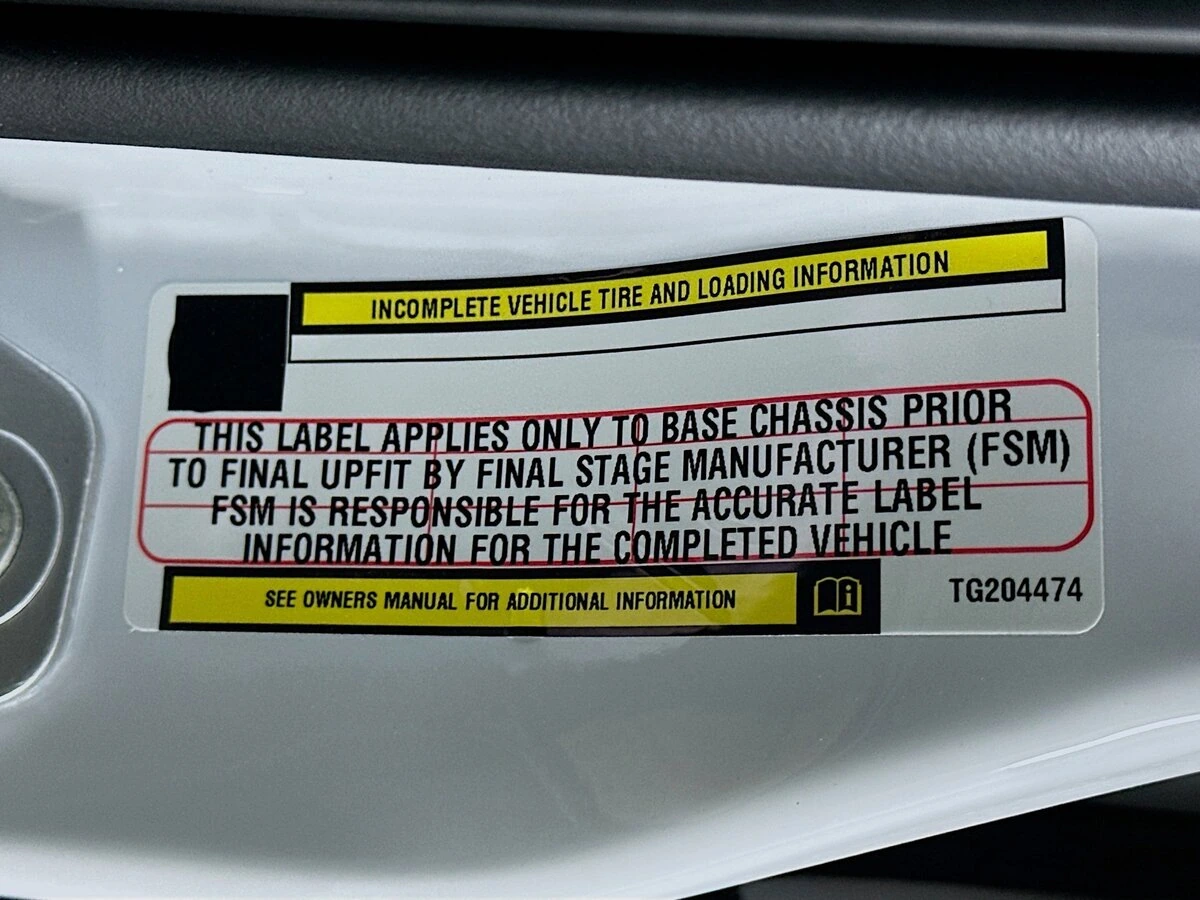 INCOMPLETE VEHICLE TIRE AND LOADING INFORMATION
THIS LABEL APPLIES ONLY TO BASE CHASSIS PRIOR
TO FINAL UPFIT BY FINAL STAGE MANUFACTURER (FSM)
FSM IS RESPONSIBLE FOR THE ACCURATE LABEL
INFORMATION FOR THE COMPLETED VEHICLE
SEE OWNERS MANUAL FOR ADDITIONAL INFORMATION
TG204474